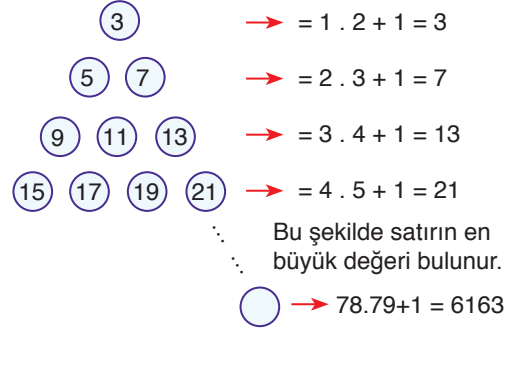 3 = 1 . 2 + 1 = 3
5 7 = 2 . 3 + 1 = 7
9 11 13 = 3 . 4 + 1 = 13
15 17 19 21 = 4 . 5 + 1 = 21
Bu şekilde satırın en
büyük değeri bulunur.
78.79+1 = 6163